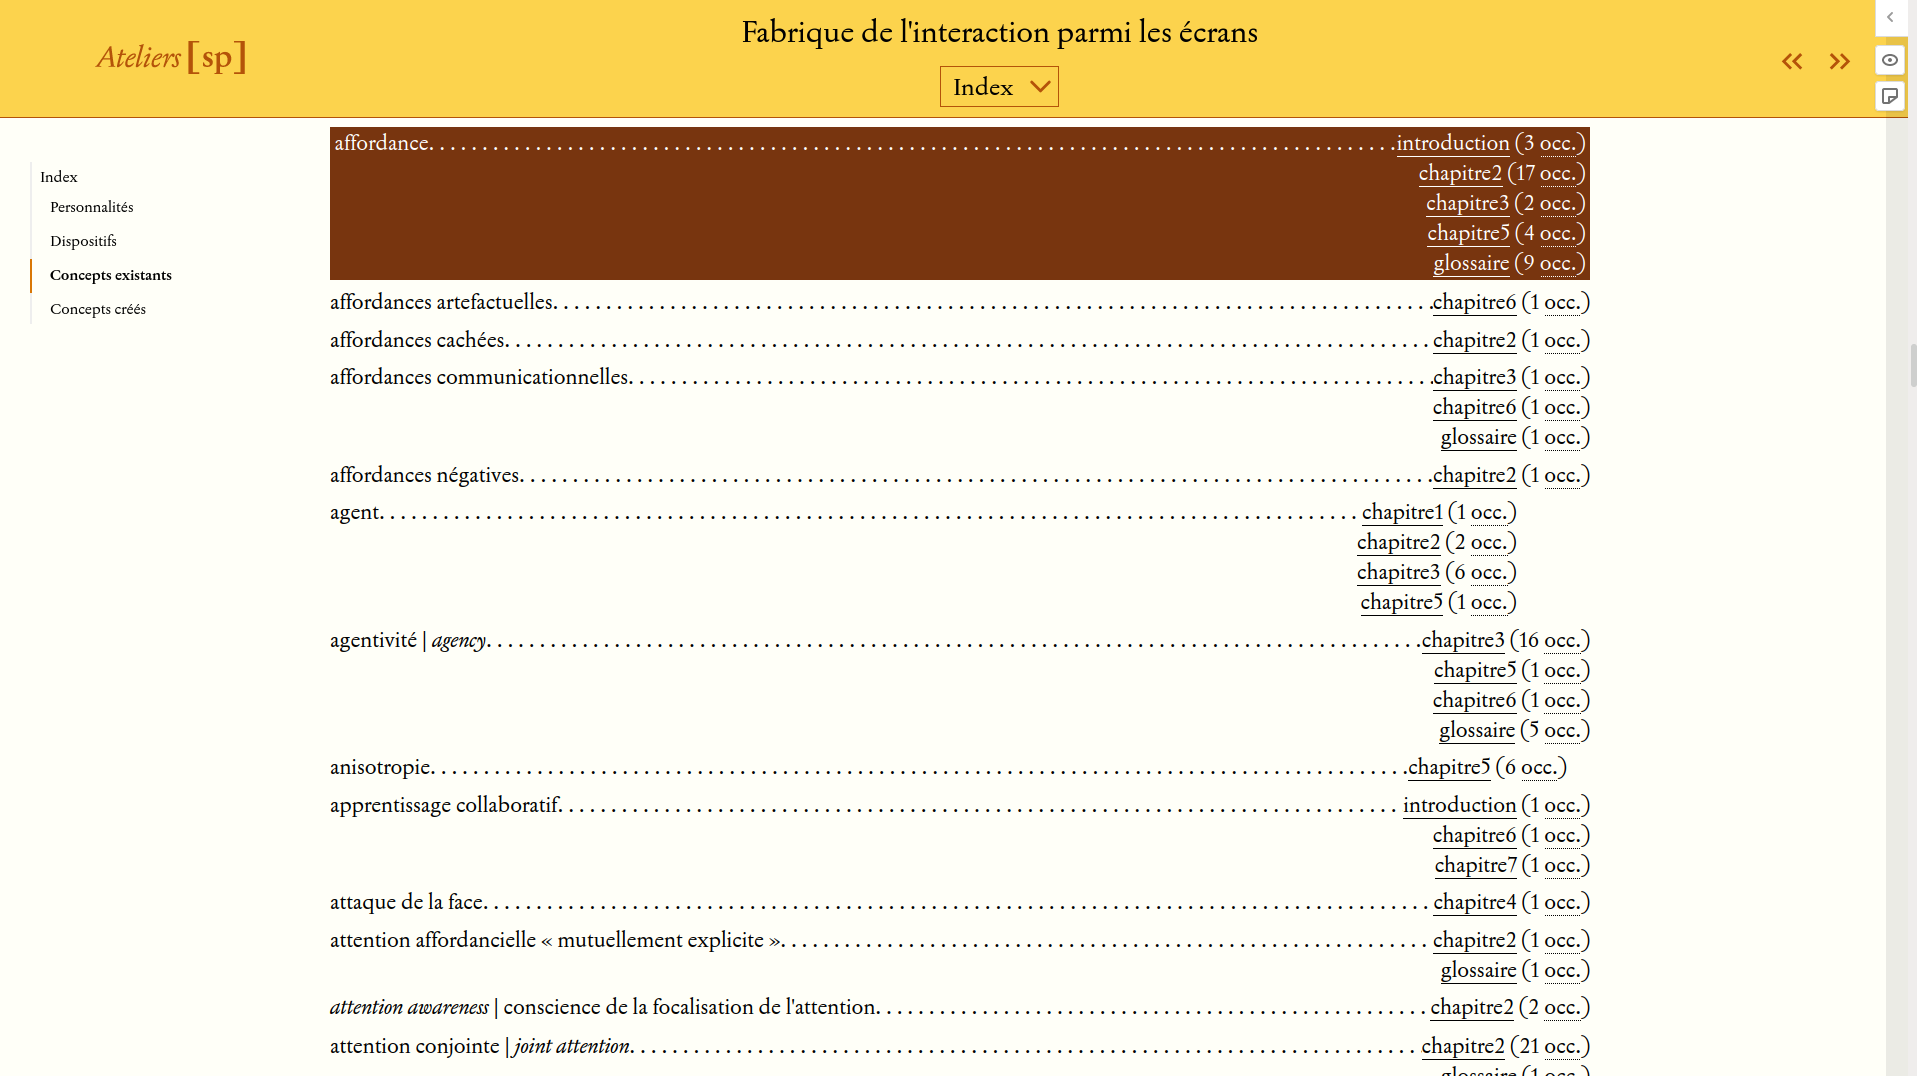 Ateliers [sp]
Fabrique de l'interaction parmi les écrans
Index
Index
Personnalités
Dispositifs
Concepts existants
Concepts créés
affordance. . . . introduction (3 occ.)
chapitre2 (17 occ.)
chapitre3 (2 occ.)
chapitre5 (4 occ.)
glossaire (9 occ.)
affordances artefactuelles. . . . chapitre6 (1 occ.)
affordances cachées. . . . chapitre2 (1 occ.)
affordances communicationnelles. . . . chapitre3 (1 occ.)
chapitre6 (1 occ.)
glossaire (1 occ.)
affordances négatives. . . . chapitre2 (1 occ.)
agent. . . . chapitre1 (1 occ.)
chapitre2 (2 occ.)
chapitre3 (6 occ.)
chapitre5 (1 occ.)
agentivité | agency. . . . chapitre3 (16 occ.)
chapitre5 (1 occ.)
chapitre6 (1 occ.)
glossaire (5 occ.)
anisotropie. . . . chapitre5 (6 occ.)
apprentissage collaboratif. . . . introduction (1 occ.)
chapitre6 (1 occ.)
chapitre7 (1 occ.)
attaque de la face. . . . chapitre4 (1 occ.)
attention affordancielle « mutuellement explicite ». . . . chapitre2 (1 occ.)
glossaire (1 occ.)
attention awareness | conscience de la focalisation de l'attention. . . . chapitre2 (2 occ.)
attention conjointe | joint attention. . . . chapitre2 (21 occ.)
glossaire (1 occ.)